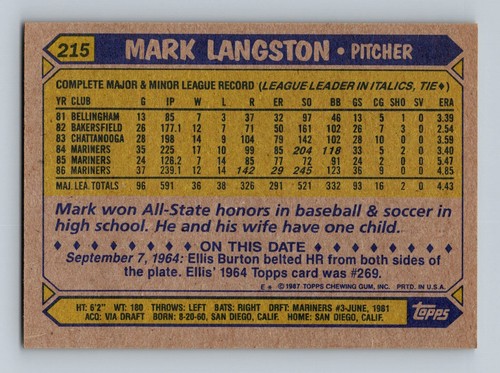 215 MARK LANGSTON • PITCHER
COMPLETE MAJOR & MINOR LEAGUE RECORD (LEAGUE LEADER IN ITALICS, TIE♦)
YR CLUB G IP W L R ER SO BB GS CG SHO SV ERA
81 BELLINGHAM 13 85 7 3 37 32 97 46 13 5 1 0 3.39
82 BAKERSFIELD 26 177.1 12 7 71 50 161 102 26 7 3 0 2.54
83 CHATTANOOGA 28 198 14 9 104 79 142 102 28 10 0 0 3.59
84 MARINERS 35 225 17 10 99 85 204 118 33 5 2 0 3.40
85 MARINERS 24 126.2 7 14 85 77 72 91 24 2 0 0 5.47
86 MARINERS 37 239.1 12 14 142 129 245 123 36 9 0 0 4.85
MAJ. LEA. TOTALS 96 591 36 38 326 291 521 332 93 16 2 0 4.43
Mark won All-State honors in baseball & soccer in
high school. He and his wife have one child.
♦ ♦ ♦ ♦ ♦ ♦ ♦ ON THIS DATE ♦ ♦ ♦ ♦ ♦ ♦ ♦
September 7, 1964: Ellis Burton belted HR from both sides of
the plate. Ellis' 1964 Topps card was #269.
©1987 TOPPS CHEWING GUM, INC. PRTD. IN U.S.A.
HT: 6'2" WT: 180 THROWS: LEFT BATS: RIGHT DRFT: MARINERS #3-JUNE, 1981
ACQ: VIA DRAFT BORN: 8-20-60, SAN DIEGO, CALIF. HOME: SAN DIEGO, CALIF.
Topps